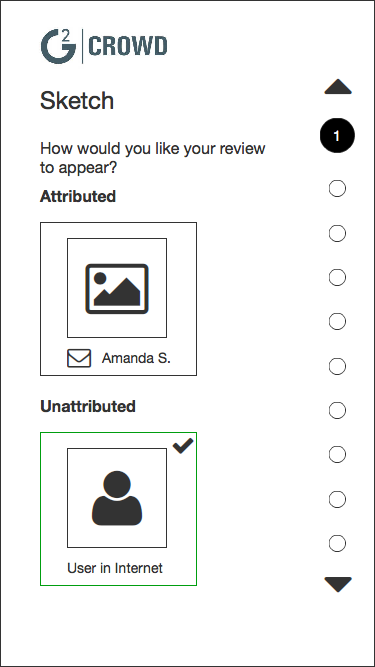 G2 CROWD
Sketch
1
How would you like your review
to appear?
Attributed
Amanda S.
Unattributed
User in Internet